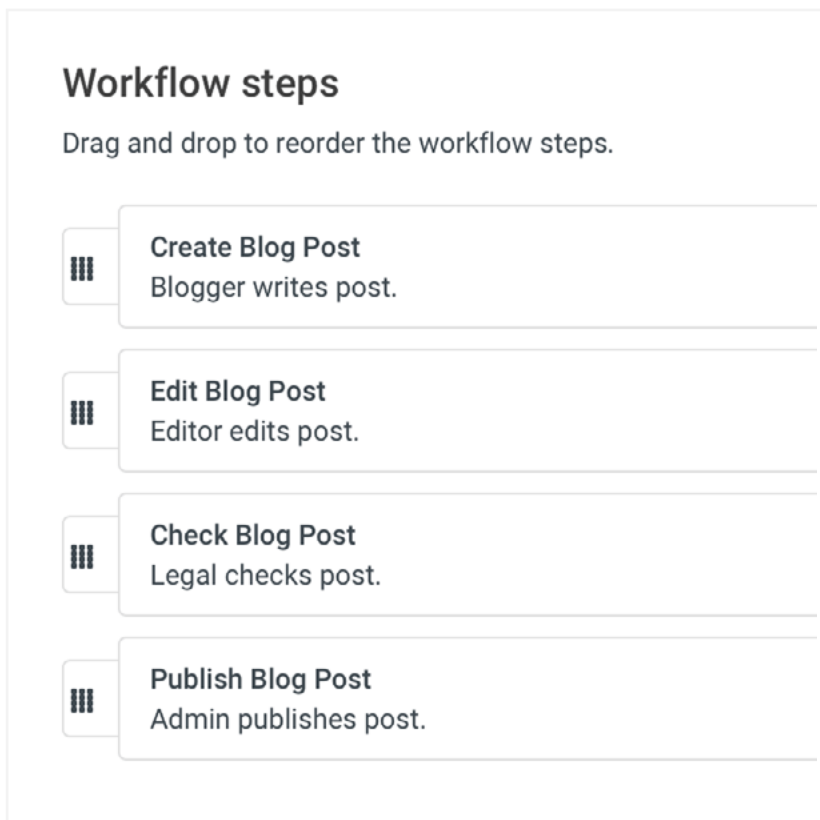 Workflow steps
Drag and drop to reorder the workflow steps.
Create Blog Post
Blogger writes post.
Edit Blog Post
Editor edits post.
Check Blog Post
Legal checks post.
Publish Blog Post
Admin publishes post.